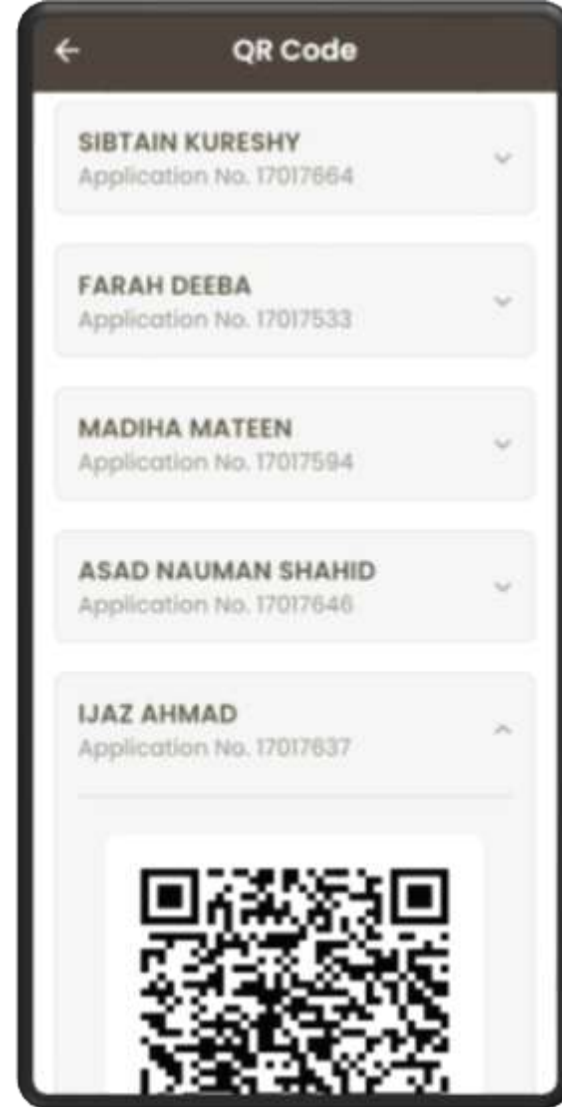 QR Code
SIBTAIN KURESHY
Application No. 17017664
FARAH DEEBA
Application No. 17017533
MADIHA MATEEN
Application No. 17017594
ASAD NAUMAN SHAHID
Application No. 17017646
IJAZ AHMAD
Application No. 17017637